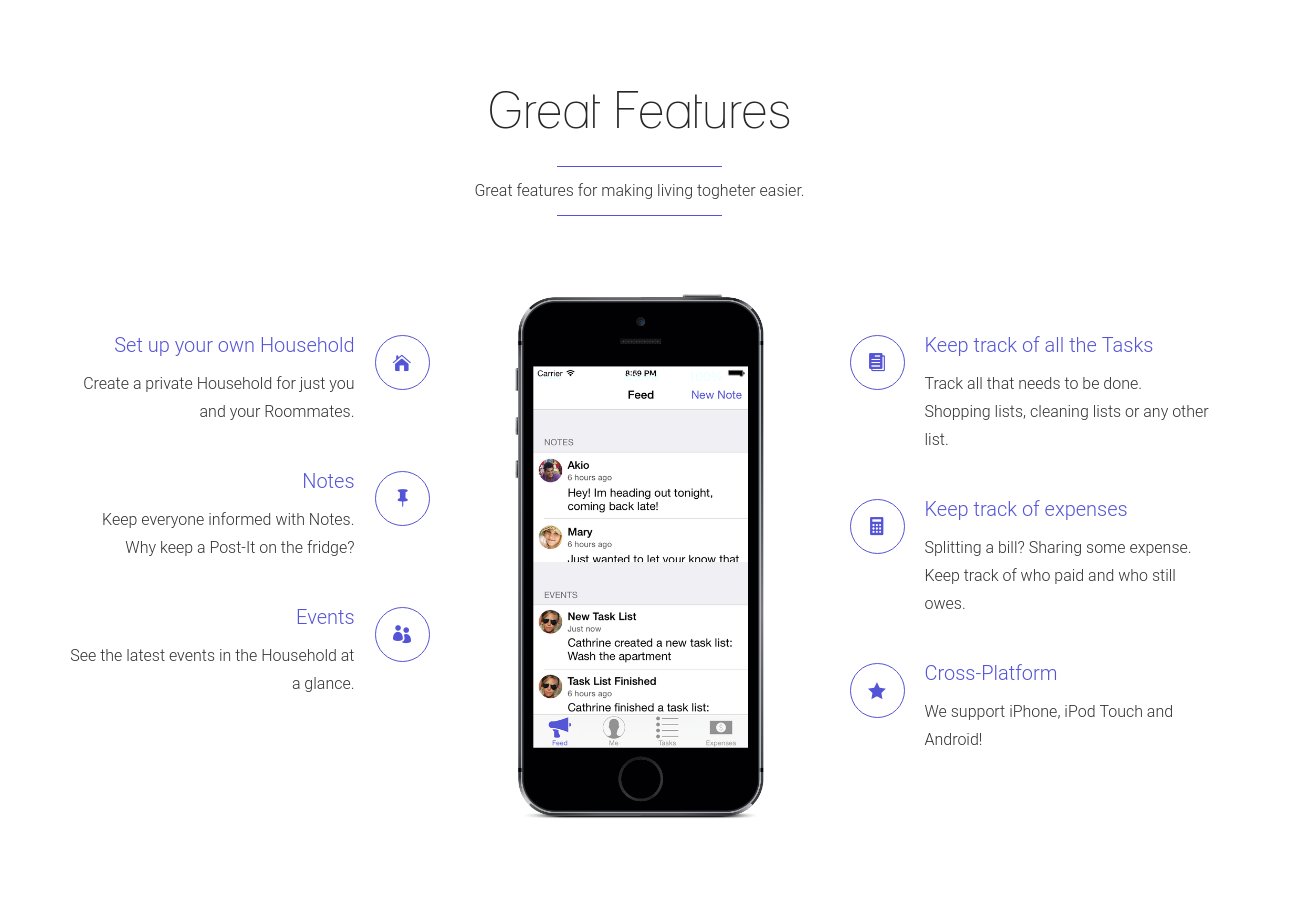 Great Features
Great features for making living togheter easier.
Set up your own Household
Create a private Household for just you
and your Roommates.
Notes
Keep everyone informed with Notes.
Why keep a Post-It on the fridge?
Events
See the latest events in the Household at
a glance.
Carrier
8:59 PM
Feed
New Note
NOTES
Akio
6 hours ago
Hey! Im heading out tonight,
coming back late!
Mary
6 hours ago
Just wanted to let your know that
EVENTS
New Task List
Just now
Cathrine created a new task list:
Wash the apartment
Task List Finished
6 hours ago
Cathrine finished a task list:
Feed
Me
Tasks
Expenses
Keep track of all the Tasks
Track all that needs to be done.
Shopping lists, cleaning lists or any other
list.
Keep track of expenses
Splitting a bill? Sharing some expense.
Keep track of who paid and who still
owes.
Cross-Platform
We support iPhone, iPod Touch and
Android!